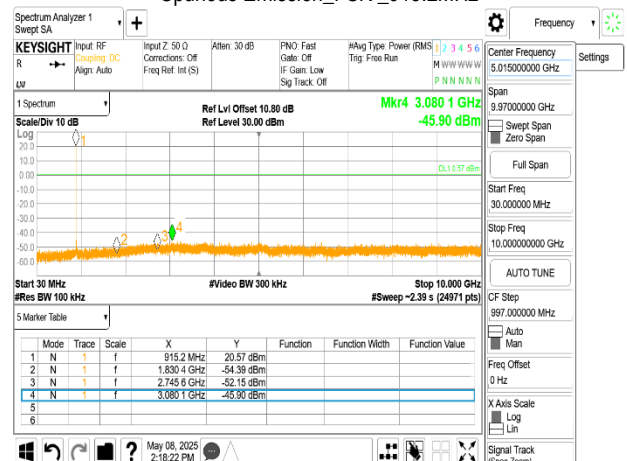 Spectrum Analyzer 1
Swept SA
Frequency
KEYSIGHT
R
Input: RF
Coupling: DC
Align: Auto
Input Z: 50 Ω
Corrections: Off
Freq Ref: Int (S)
Atten: 30 dB
PNO: Fast
Gate: Off
IF Gain: Low
Sig Track: Off
#Avg Type: Power (RMS
Trig: Free Run
1 2 3 4 5 6
M W W W W W
P N N N N N
Center Frequency
5.015000000 GHz
Settings
Span
9.97000000 GHz
Swept Span
Zero Span
Full Span
Start Freq
30.000000 MHz
Stop Freq
10.000000000 GHz
AUTO TUNE
CF Step
997.000000 MHz
Auto
Man
Freq Offset
0 Hz
X Axis Scale
Log
Lin
Signal Track
1 Spectrum
Scale/Div 10 dB
Ref Lvl Offset 10.80 dB
Ref Level 30.00 dBm
Mkr4 3.080 1 GHz
-45.90 dBm
Log
20.0
10.0
0.00
-10.0
-20.0
-30.0
-40.0
-50.0
-60.0
1
2
3
4
DL1 0.57 dBm
Start 30 MHz
#Video BW 300 kHz
Stop 10.000 GHz
#Res BW 100 kHz
#Sweep ~2.39 s (24971 pts)
5 Marker Table
Mode Trace Scale X Y Function Function Width Function Value
1 N 1 f 915.2 MHz 20.57 dBm
2 N 1 f 1.830 4 GHz -54.39 dBm
3 N 1 f 2.745 6 GHz -52.15 dBm
4 N 1 f 3.080 1 GHz -45.90 dBm
5
6
?
May 08, 2025
2:18:22 PM